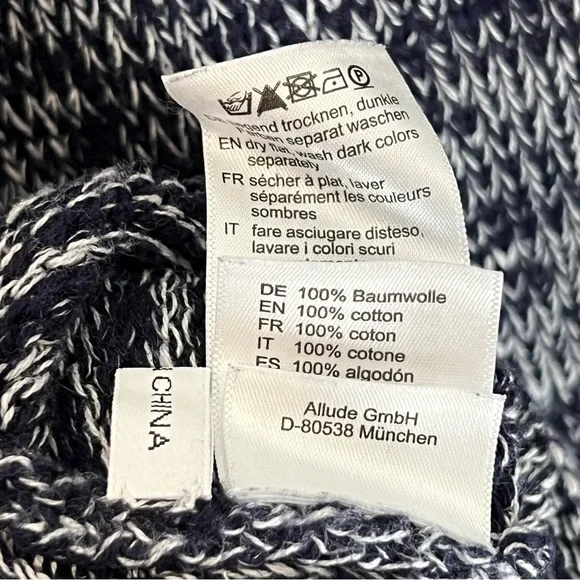 trocknen, dunkle
separat waschen
EN dry flat, wash dark colors
separately
FR sécher à plat, laver
séparément les couleurs
sombres
IT fare asciugare disteso,
lavare i colori scuri
DE 100% Baumwolle
EN 100% cotton
FR 100% coton
IT 100% cotone
ES 100% algodón
Allude GmbH
D-80538 München
CHINA